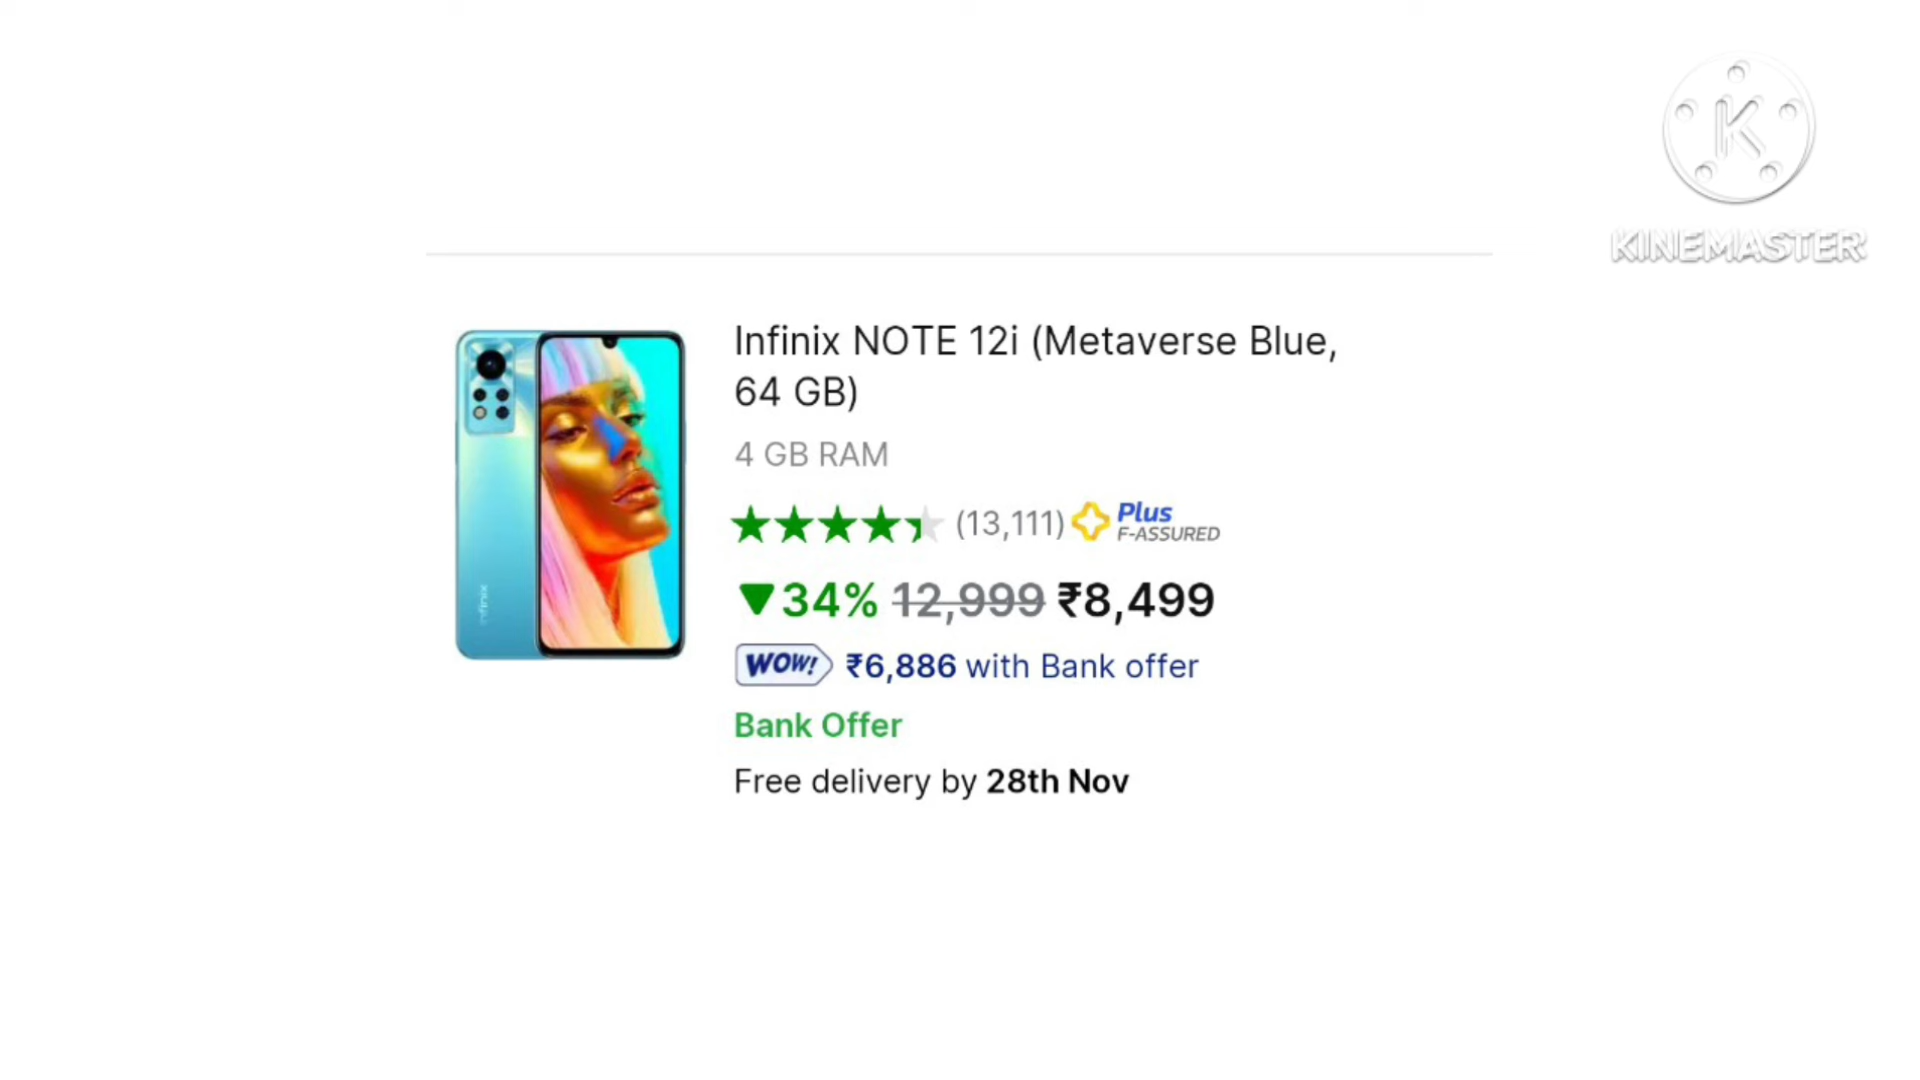 K
KINEMASTER
Infinix NOTE 12i (Metaverse Blue,
64 GB)
4 GB RAM
(13,111) Plus
F-ASSURED
▼34% 12,999 ₹8,499
WOW! ₹6,886 with Bank offer
Bank Offer
Free delivery by 28th Nov
Infinix